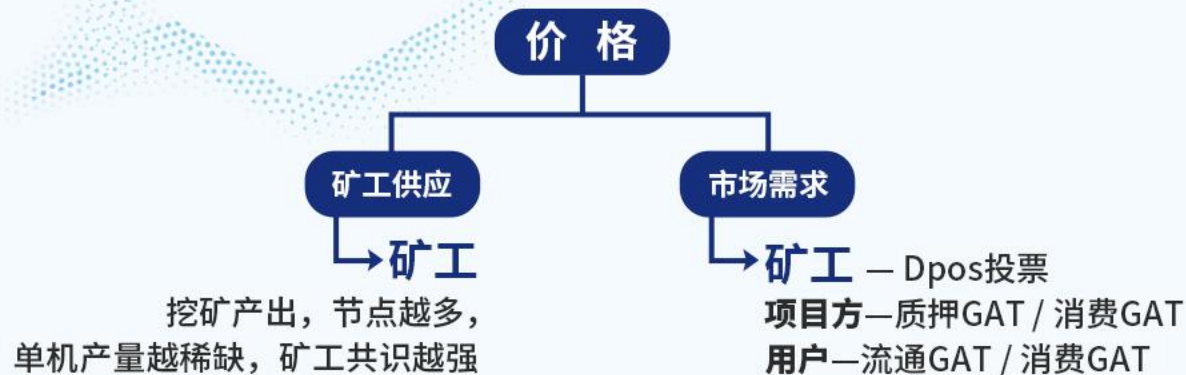 价 格
矿工供应
市场需求
矿工
挖矿产出，节点越多，
单机产量越稀缺，矿工共识越强
矿工 — Dpos投票
项目方—质押GAT / 消费GAT
用户—流通GAT / 消费GAT